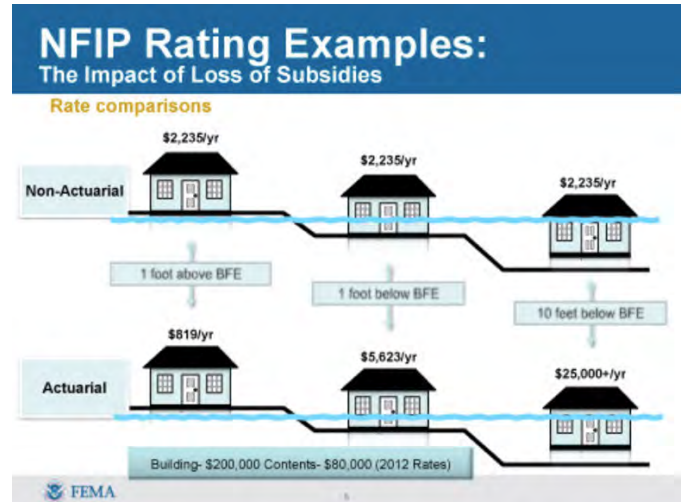 NFIP Rating Examples:
The Impact of Loss of Subsidies
Rate comparisons
$2,235/yr
$2,235/yr
$2,235/yr
Non-Actuarial
1 foot above BFE
1 foot below BFE
10 feet below BFE
$819/yr
$5,623/yr
$25,000+/yr
Actuarial
Building- $200,000 Contents- $80,000 (2012 Rates)
FEMA